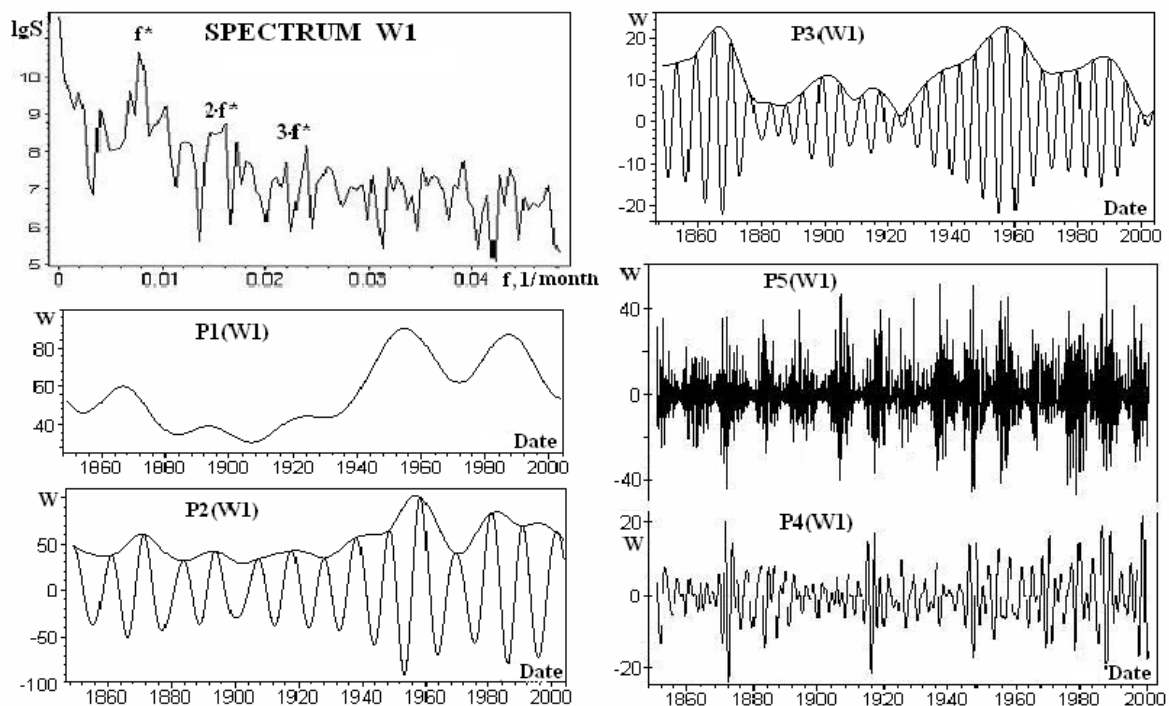 lgS
SPECTRUM W1
f*
2·f*
3·f*
10
9
8
7
6
5
0
0.01
0.02
0.03
0.04
f, 1/month
W
P1(W1)
80
60
40
Date
1860 1880 1900 1920 1940 1960 1980 2000
W
P2(W1)
50
0
-50
-100
Date
1860 1880 1900 1920 1940 1960 1980 2000
W
P3(W1)
20
10
0
-10
-20
Date
1860 1880 1900 1920 1940 1960 1980 2000
W
P5(W1)
40
0
-40
P4(W1)
20
W
0
-20
Date
1860 1880 1900 1920 1940 1960 1980 2000